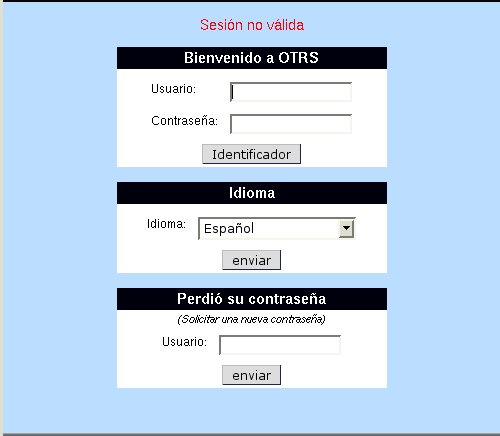 Sesión no válida
Bienvenido a OTRS
Usuario:
Contraseña:
Identificador
Idioma
Idioma: Español
enviar
Perdió su contraseña
(Solicitar una nueva contraseña)
Usuario:
enviar